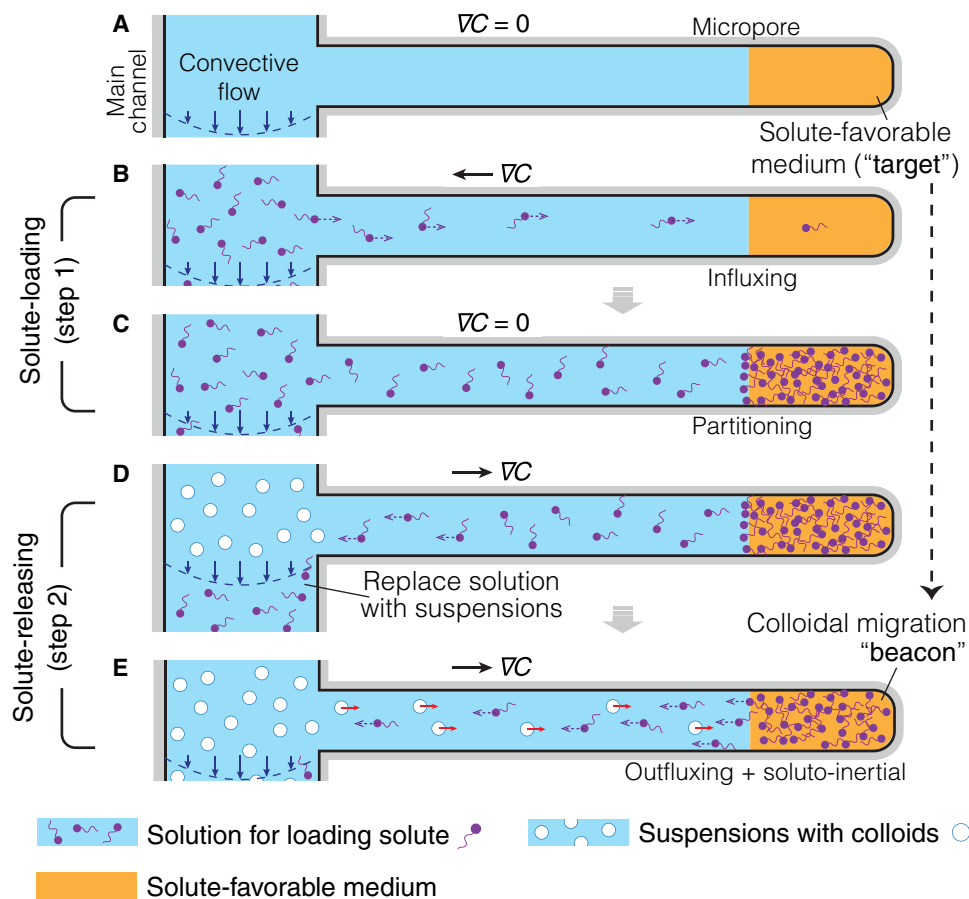 A
∇C = 0
Micropore
Main
channel
Convective
flow
Solute-favorable
medium ("target")
B
∇C
Influxing
Solute-loading
(step 1)
C
∇C = 0
Partitioning
D
∇C
Replace solution
with suspensions
Solute-releasing
(step 2)
Colloidal migration
"beacon"
E
∇C
Outfluxing + soluto-inertial
Solution for loading solute
Suspensions with colloids
Solute-favorable medium